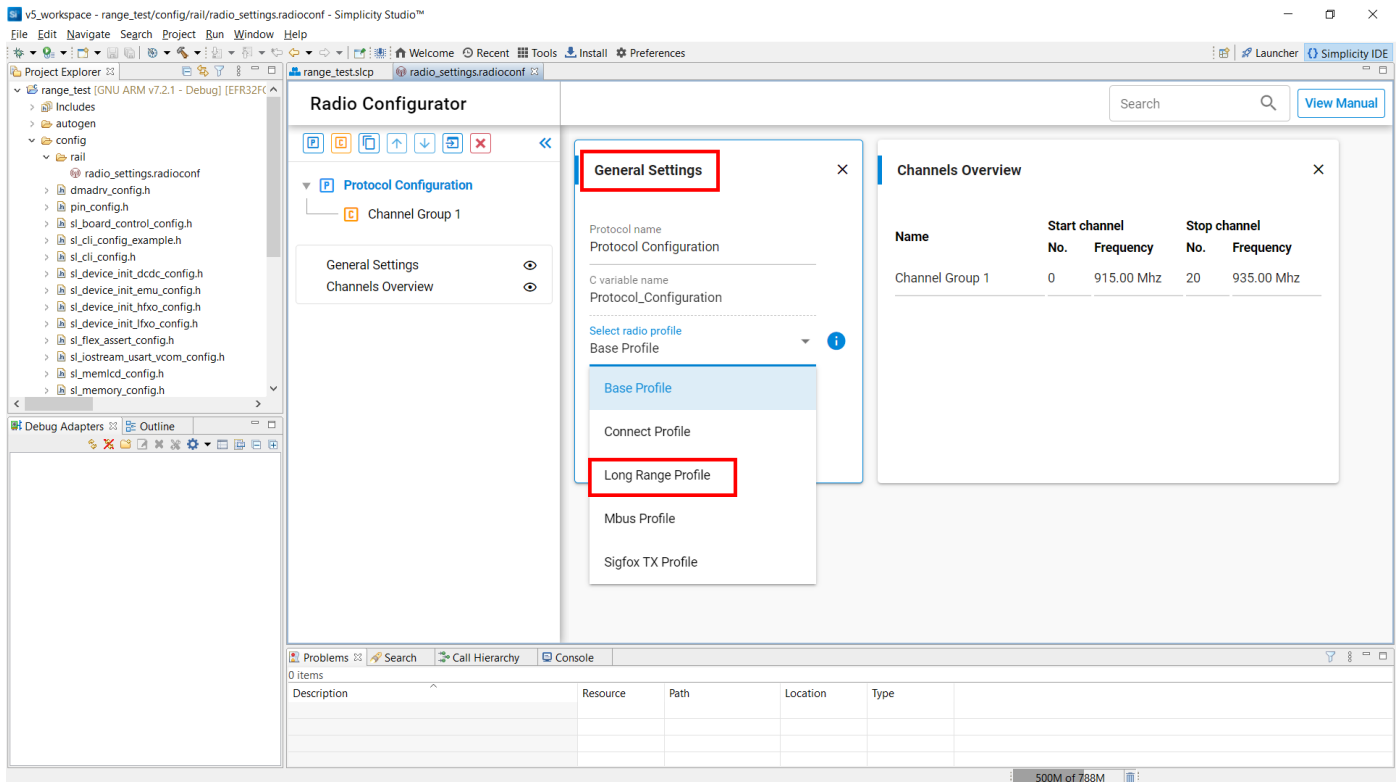 v5_workspace - range_test/config/rail/radio_settings.radioconf - Simplicity Studio™
File Edit Navigate Search Project Run Window Help
Welcome Recent Tools Install Preferences
Launcher {} Simplicity IDE
Project Explorer
range_test [GNU ARM v7.2.1 - Debug] [EFR32FG
Includes
autogen
config
rail
radio_settings.radioconf
dmadrv_config.h
pin_config.h
sl_board_control_config.h
sl_cli_config_example.h
sl_cli_config.h
sl_device_init_dcdc_config.h
sl_device_init_emu_config.h
sl_device_init_hfxo_config.h
sl_device_init_lfxo_config.h
sl_flex_assert_config.h
sl_iostream_usart_vcom_config.h
sl_memlcd_config.h
sl_memory_config.h
Debug Adapters Outline
range_test.slcp radio_settings.radioconf
Radio Configurator
Search
View Manual
Protocol Configuration
Channel Group 1
General Settings
Channels Overview
General Settings
Protocol name
Protocol Configuration
C variable name
Protocol_Configuration
Select radio profile
Base Profile
Base Profile
Connect Profile
Long Range Profile
Mbus Profile
Sigfox TX Profile
Channels Overview
Name Start channel Stop channel
No. Frequency No. Frequency
Channel Group 1 0 915.00 Mhz 20 935.00 Mhz
Problems Search Call Hierarchy Console
0 items
Description Resource Path Location Type
500M of 788M